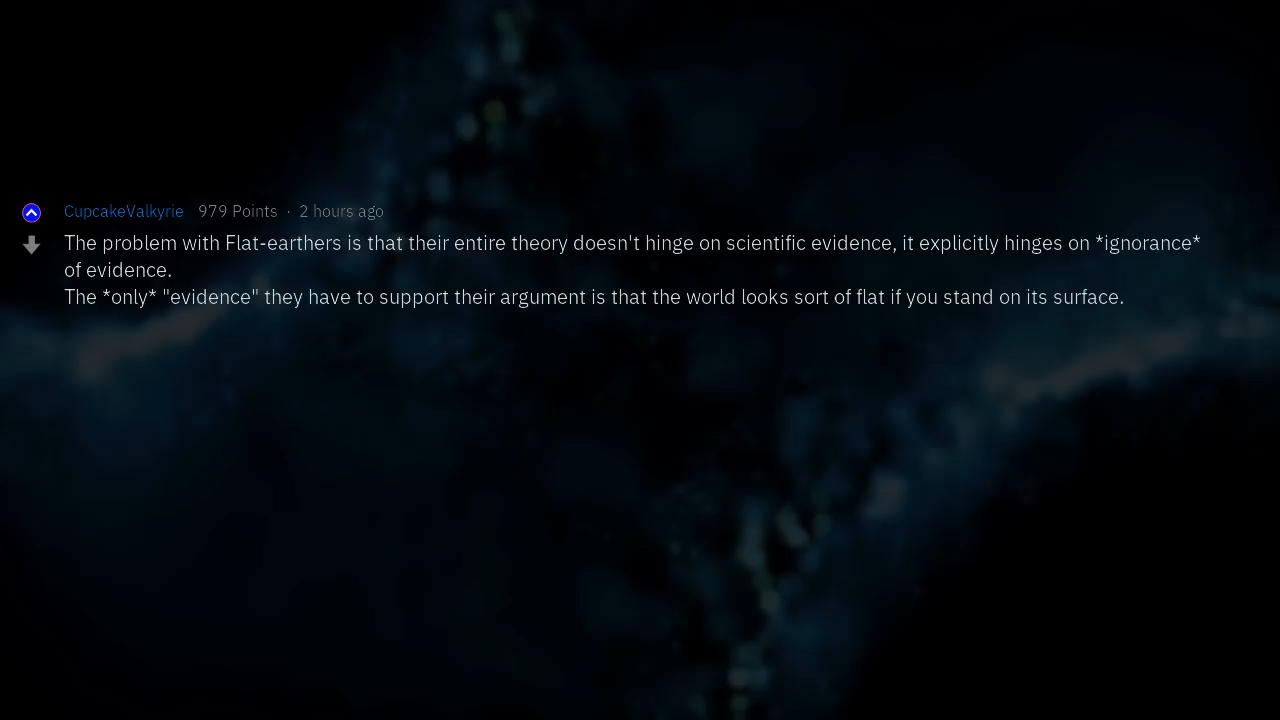 CupcakeValkyrie 979 Points · 2 hours ago
The problem with Flat-earthers is that their entire theory doesn't hinge on scientific evidence, it explicitly hinges on *ignorance*
of evidence.
The *only* "evidence" they have to support their argument is that the world looks sort of flat if you stand on its surface.